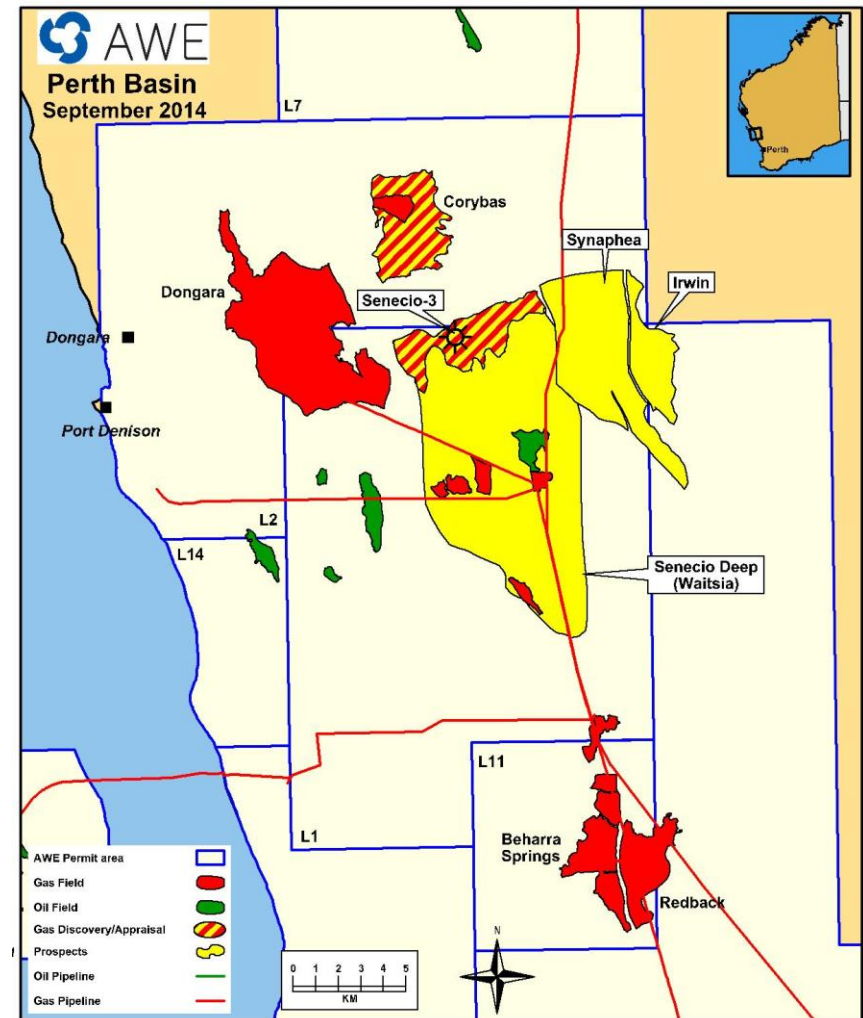 AWE
Perth Basin
September 2014
Perth
L7
Corybas
Synaphea
Irwin
Dongara
Senecio-3
Dongara
Port Denison
L2
L14
Senecio Deep
(Waitsia)
L11
L1
Beharra
Springs
Redback
AWE Permit area
Gas Field
Oil Field
Gas Discovery/Appraisal
Prospects
Oil Pipeline
Gas Pipeline
0 1 2 3 4 5
KM
N